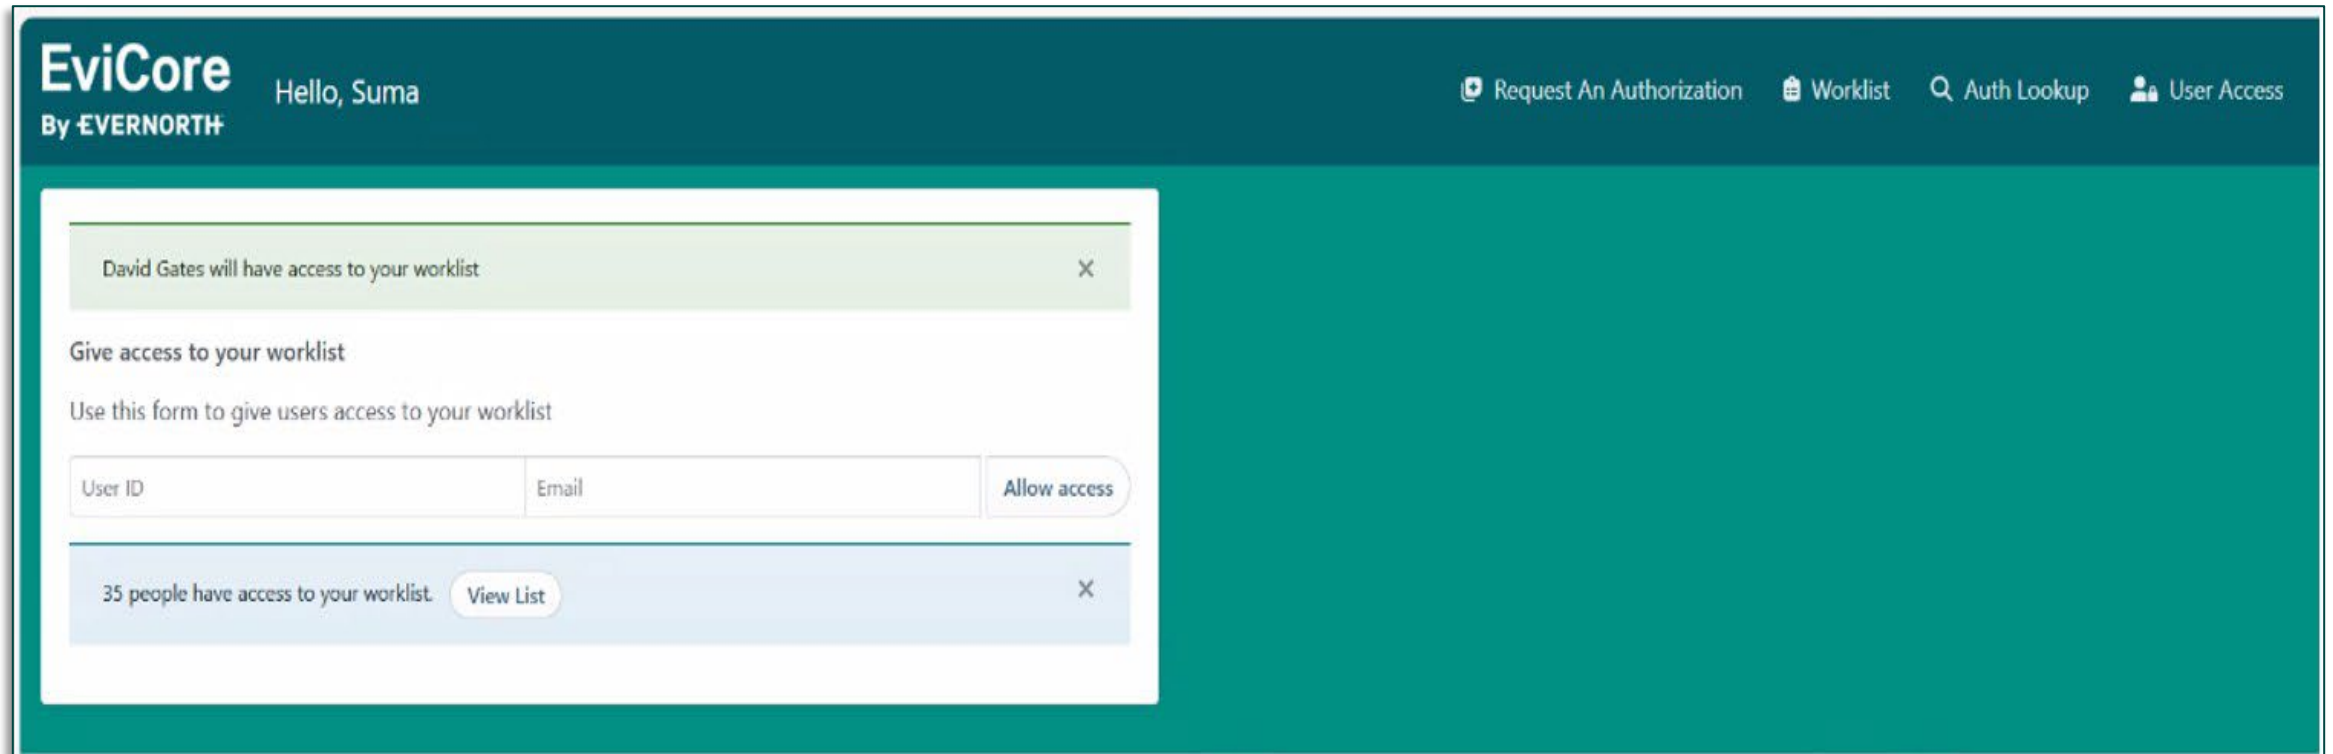 EviCore
By EVERNORTH
Hello, Suma
Request An Authorization
Worklist
Auth Lookup
User Access
David Gates will have access to your worklist
Give access to your worklist
Use this form to give users access to your worklist
User ID
Email
Allow access
35 people have access to your worklist.
View List